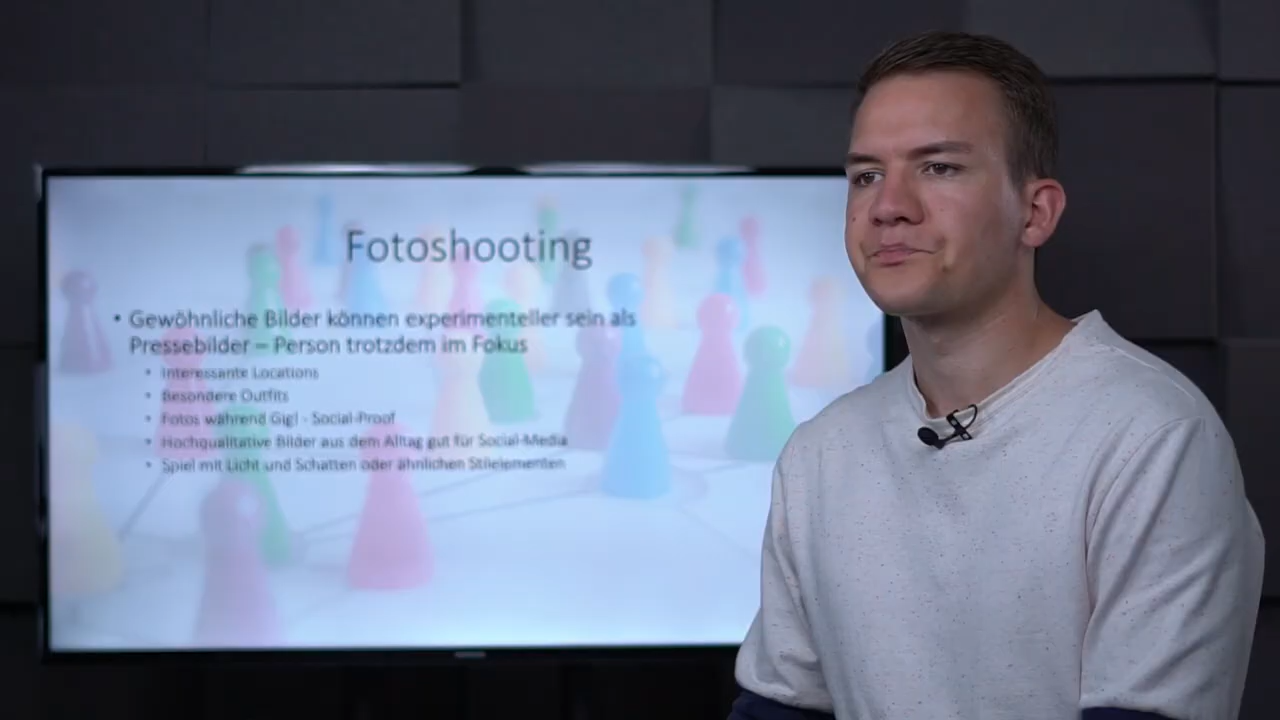 Fotoshooting
• Gewöhnliche Bilder können experimenteller sein als
Pressebilder – Person trotzdem im Fokus
• Interessante Locations
• Besondere Outfits
• Fotos während Gig! - Social-Proof
• Hochqualitative Bilder aus dem Alltag gut für Social-Media
• Spiel mit Licht und Schatten oder ähnlichen Stilelementen